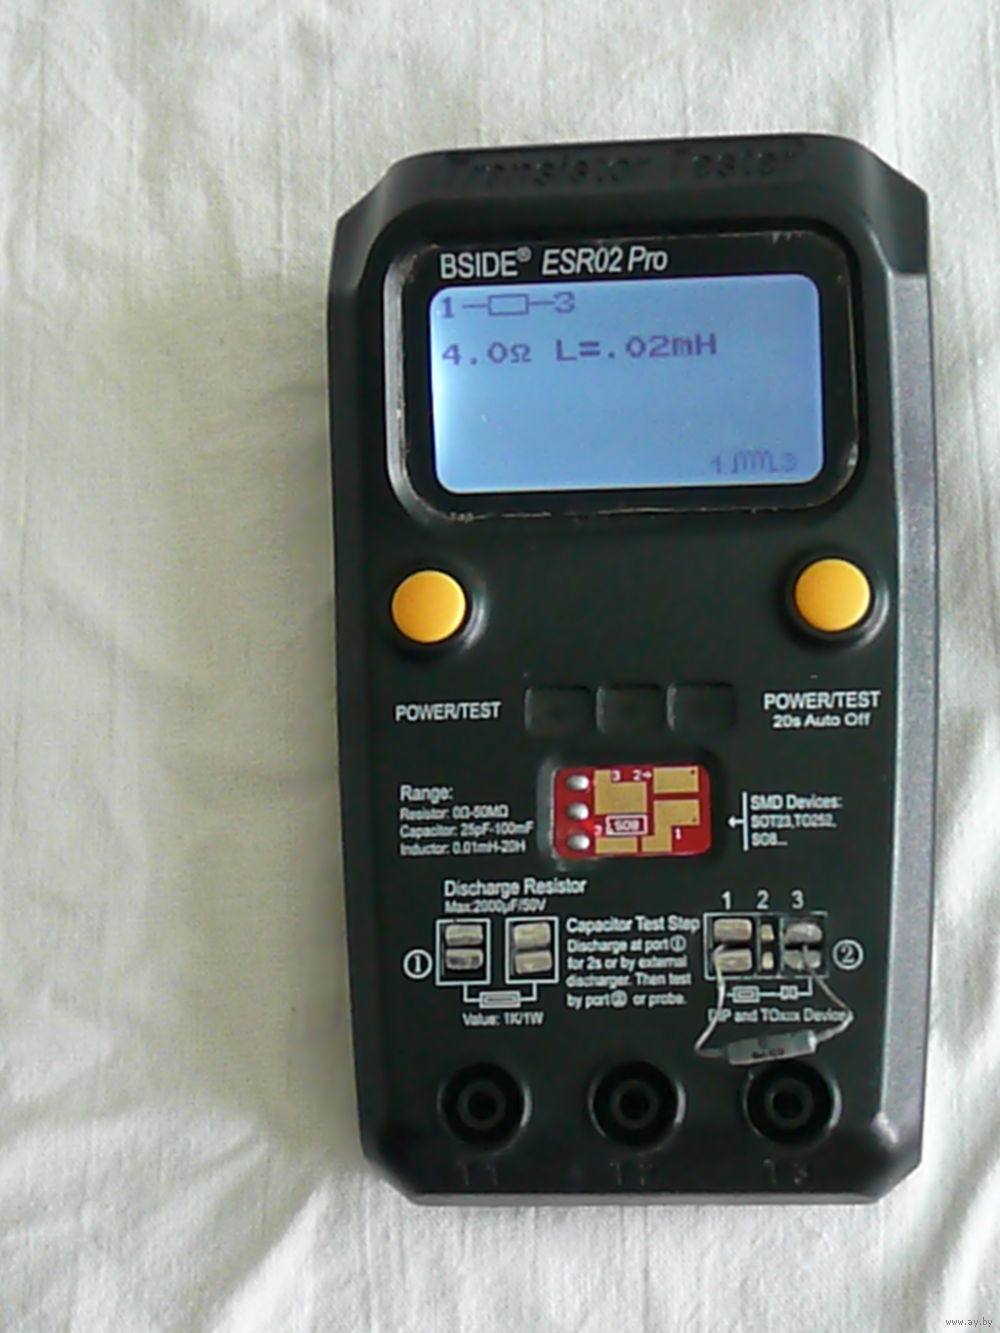 Transistor Tester
BSIDE® ESR02 Pro
1 3
4.0Ω L=.02mH
1 3
POWER/TEST
POWER/TEST
20s Auto Off
Range:
Resistor: 0Ω-50MΩ
Capacitor: 25pF-100mF
Inductor: 0.01mH-20H
3 2
SO8
1
SMD Devices:
SOT23,TO252,
SO8...
Discharge Resistor
Max:2000μF/50V
①
Value: 1K/1W
Capacitor Test Step
Discharge at port ①
for 2s or by external
discharger. Then test
by port ② or probe.
1 2 3
②
DIP and TOxxx Device
www.ay.by